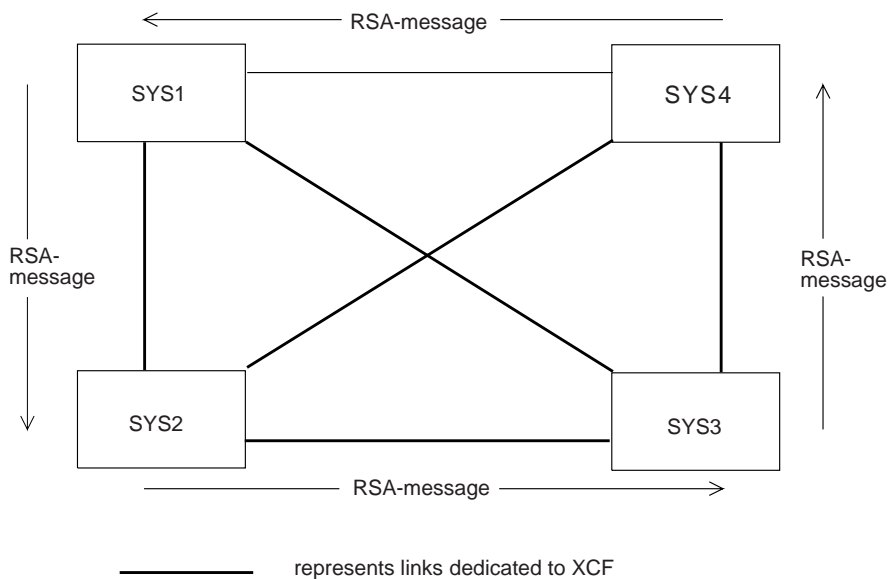 RSA-message
SYS1
SYS4
RSA-
message
RSA-
message
SYS2
SYS3
RSA-message
represents links dedicated to XCF